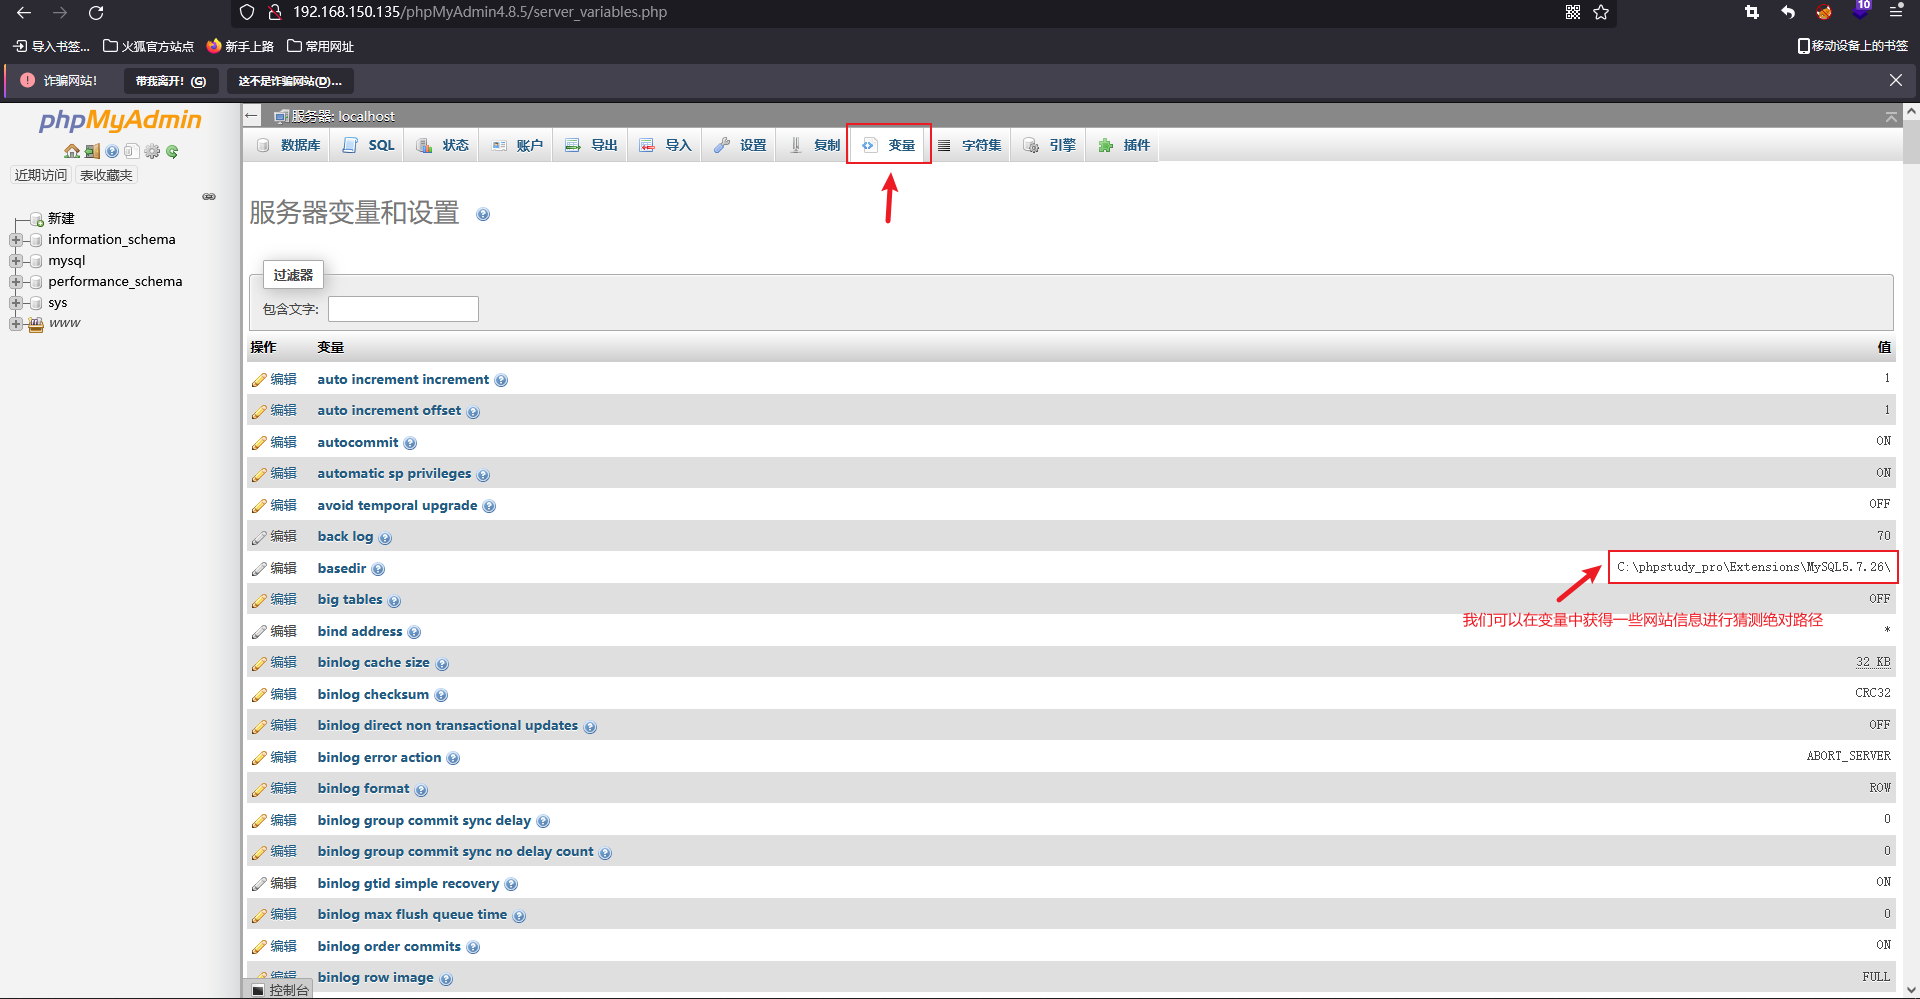 192.168.150.135/phpMyAdmin4.8.5/server_variables.php
10
导入书签... 火狐官方站点 新手上路 常用网址 移动设备上的书签
诈骗网站! 带我离开! (G) 这不是诈骗网站(D)...
phpMyAdmin
近期访问 表收藏夹
新建
information_schema
mysql
performance_schema
sys
www
服务器: localhost
数据库 SQL 状态 账户 导出 导入 设置 复制 变量 字符集 引擎 插件
服务器变量和设置
过滤器
包含文字:
操作 变量 值
编辑 auto increment increment 1
编辑 auto increment offset 1
编辑 autocommit ON
编辑 automatic sp privileges ON
编辑 avoid temporal upgrade OFF
编辑 back log 70
编辑 basedir C:\phpstudy_pro\Extensions\MySQL5.7.26\
编辑 big tables OFF
我们可以在变量中获得一些网站信息进行猜测绝对路径
编辑 bind address *
编辑 binlog cache size 32 KB
编辑 binlog checksum CRC32
编辑 binlog direct non transactional updates OFF
编辑 binlog error action ABORT_SERVER
编辑 binlog format ROW
编辑 binlog group commit sync delay 0
编辑 binlog group commit sync no delay count 0
编辑 binlog gtid simple recovery ON
编辑 binlog max flush queue time 0
编辑 binlog order commits ON
编辑 binlog row image FULL
控制台